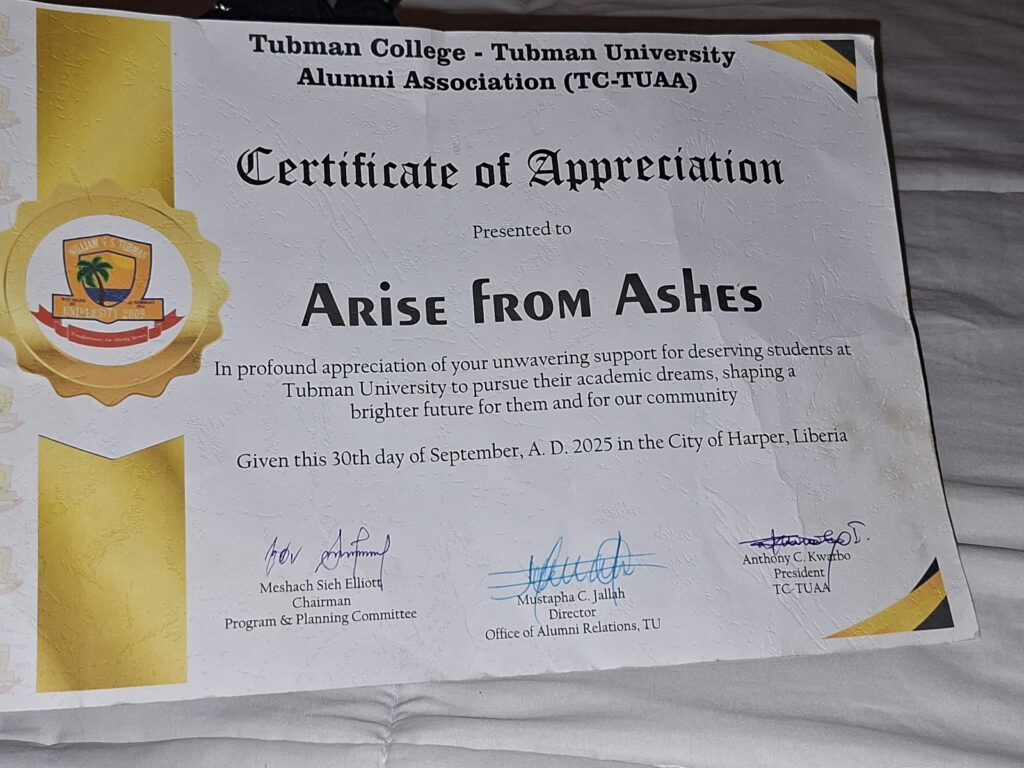 Tubman College - Tubman University
Alumni Association (TC-TUAA)
Certificate of Appreciation
Presented to
Arise from Ashes
WILLIAM V S TUBMAN
UNIVERSITY 2009
In profound appreciation of your unwavering support for deserving students at
Tubman University to pursue their academic dreams, shaping a
brighter future for them and for our community
Given this 30th day of September, A. D. 2025 in the City of Harper, Liberia
Meshach Sieh Elliott
Chairman
Program & Planning Committee
Mustapha C. Jallah
Director
Office of Alumni Relations, TU
Anthony C. Kwarbo
President
TC-TUAA